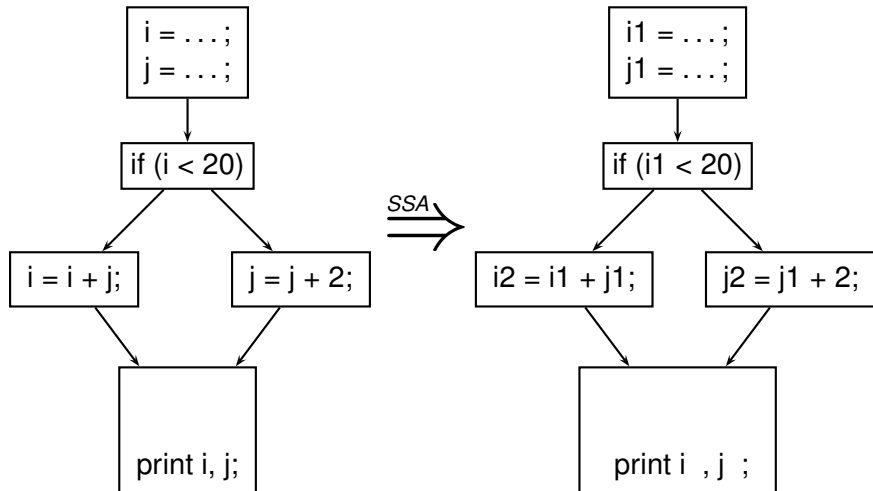 i = . . . ;
j = . . . ;
if (i < 20)
i = i + j;
j = j + 2;
print i, j;
SSA
i1 = . . . ;
j1 = . . . ;
if (i1 < 20)
i2 = i1 + j1;
j2 = j1 + 2;
print i , j ;